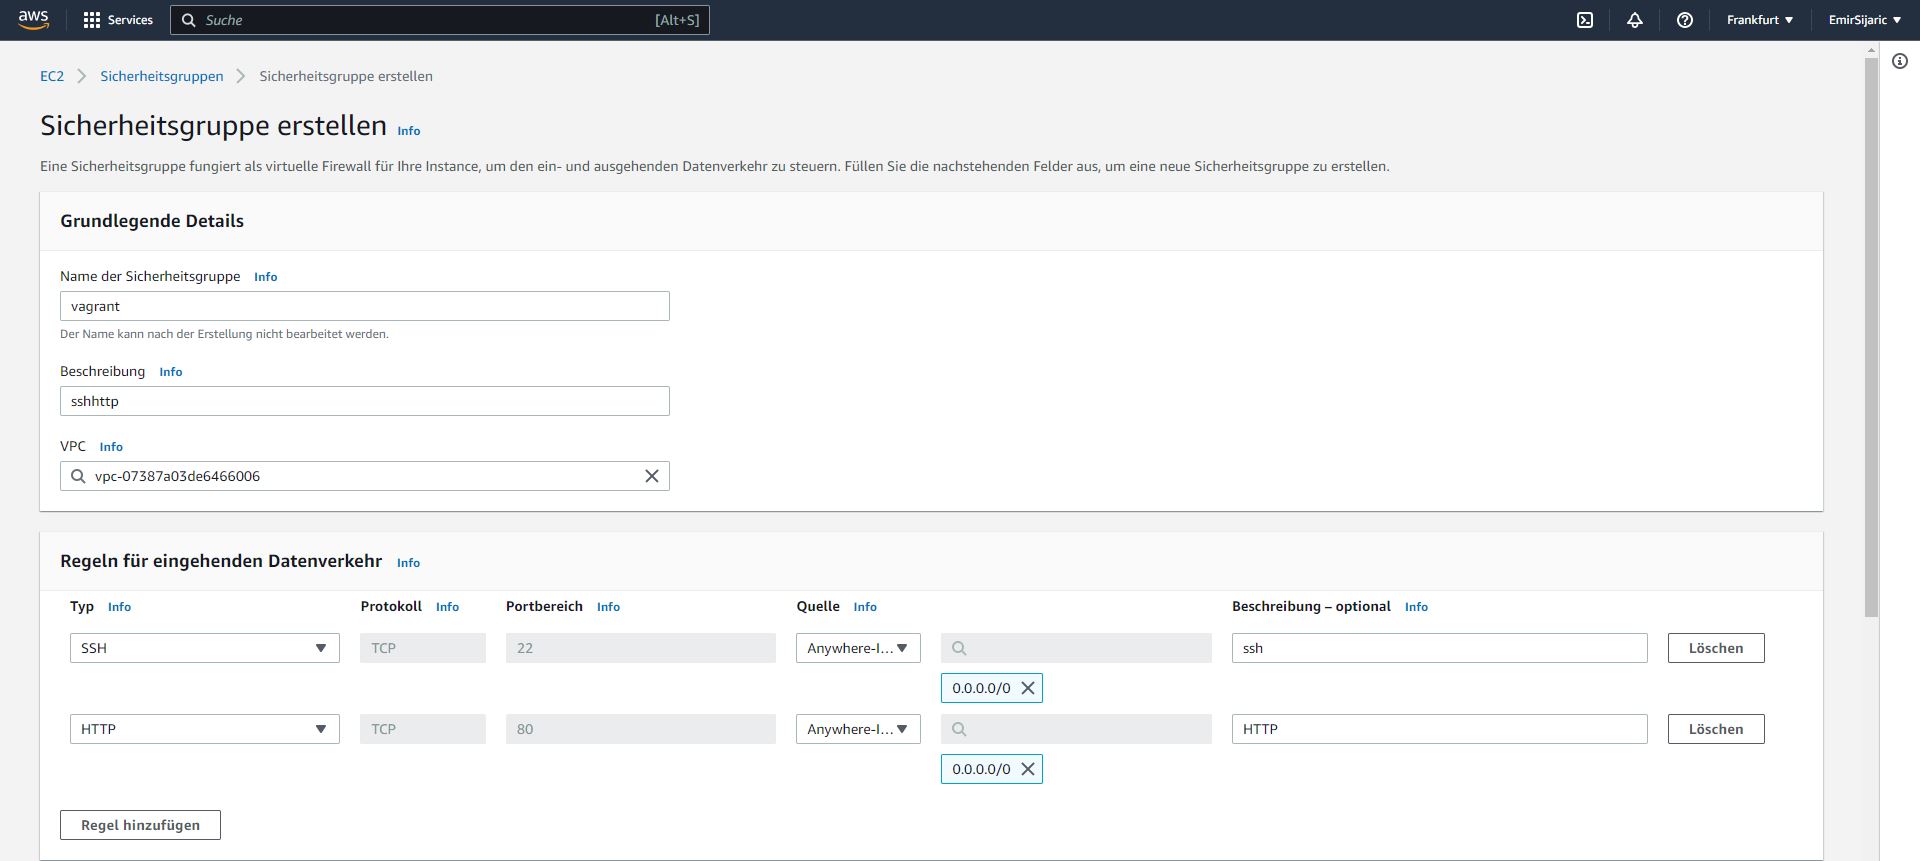 aws Services Suche [Alt+S] Frankfurt EmirSijaric
EC2 Sicherheitsgruppen Sicherheitsgruppe erstellen
Sicherheitsgruppe erstellen Info
Eine Sicherheitsgruppe fungiert als virtuelle Firewall für Ihre Instance, um den ein- und ausgehenden Datenverkehr zu steuern. Füllen Sie die nachstehenden Felder aus, um eine neue Sicherheitsgruppe zu erstellen.
Grundlegende Details
Name der Sicherheitsgruppe Info
vagrant
Der Name kann nach der Erstellung nicht bearbeitet werden.
Beschreibung Info
sshhttp
VPC Info
vpc-07387a03de6466006
Regeln für eingehenden Datenverkehr Info
Typ Info Protokoll Info Portbereich Info Quelle Info Beschreibung – optional Info
SSH TCP 22 Anywhere-I... ssh Löschen
0.0.0.0/0
HTTP TCP 80 Anywhere-I... HTTP Löschen
0.0.0.0/0
Regel hinzufügen